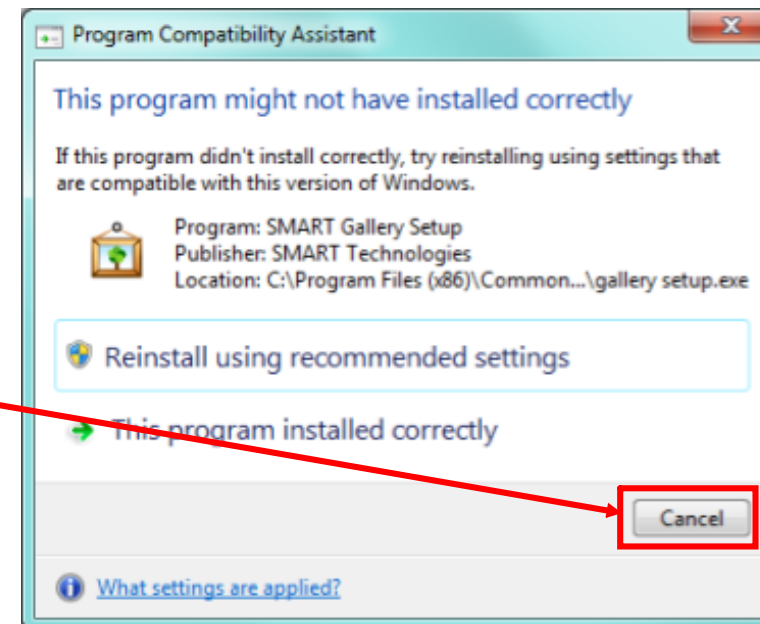 Program Compatibility Assistant
This program might not have installed correctly
If this program didn't install correctly, try reinstalling using settings that
are compatible with this version of Windows.
Program: SMART Gallery Setup
Publisher: SMART Technologies
Location: C:\Program Files (x86)\Common...\gallery setup.exe
Reinstall using recommended settings
This program installed correctly
Cancel
What settings are applied?